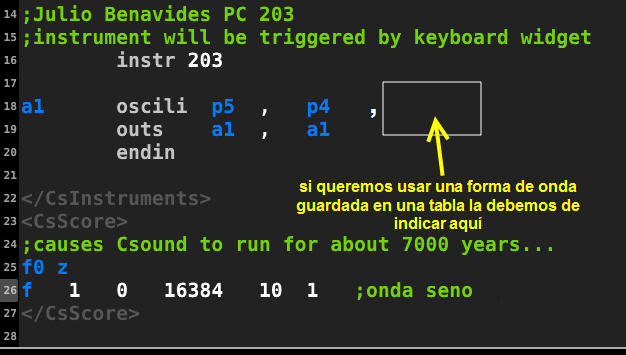 14 ;Julio Benavides PC 203
15 ;instrument will be triggered by keyboard widget
16 instr 203
17
18 a1 oscili p5 , p4 ,
19 outs a1 , a1
20 endin
21
22 </CsInstruments>
23 <CsScore>
24 ;causes Csound to run for about 7000 years...
25 f0 z
26 f 1 0 16384 10 1 ;onda seno
27 </CsScore>
28
si queremos usar una forma de onda
guardada en una tabla la debemos de
indicar aquí